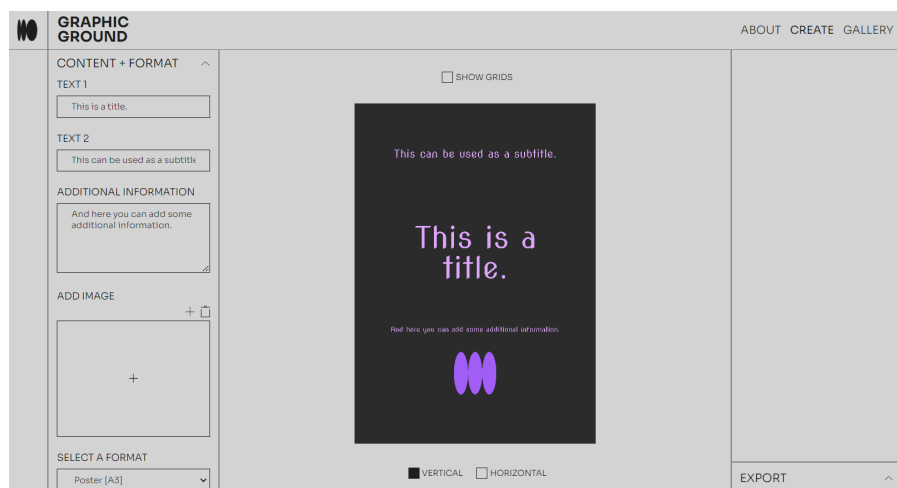 GRAPHIC
GROUND
ABOUT CREATE GALLERY
CONTENT + FORMAT
TEXT 1
This is a title.
TEXT 2
This can be used as a subtitle
ADDITIONAL INFORMATION
And here you can add some
additional information.
ADD IMAGE
SELECT A FORMAT
Poster [A3]
SHOW GRIDS
This can be used as a subtitle.
This is a
title.
And here you can add some additional information.
VERTICAL HORIZONTAL
EXPORT